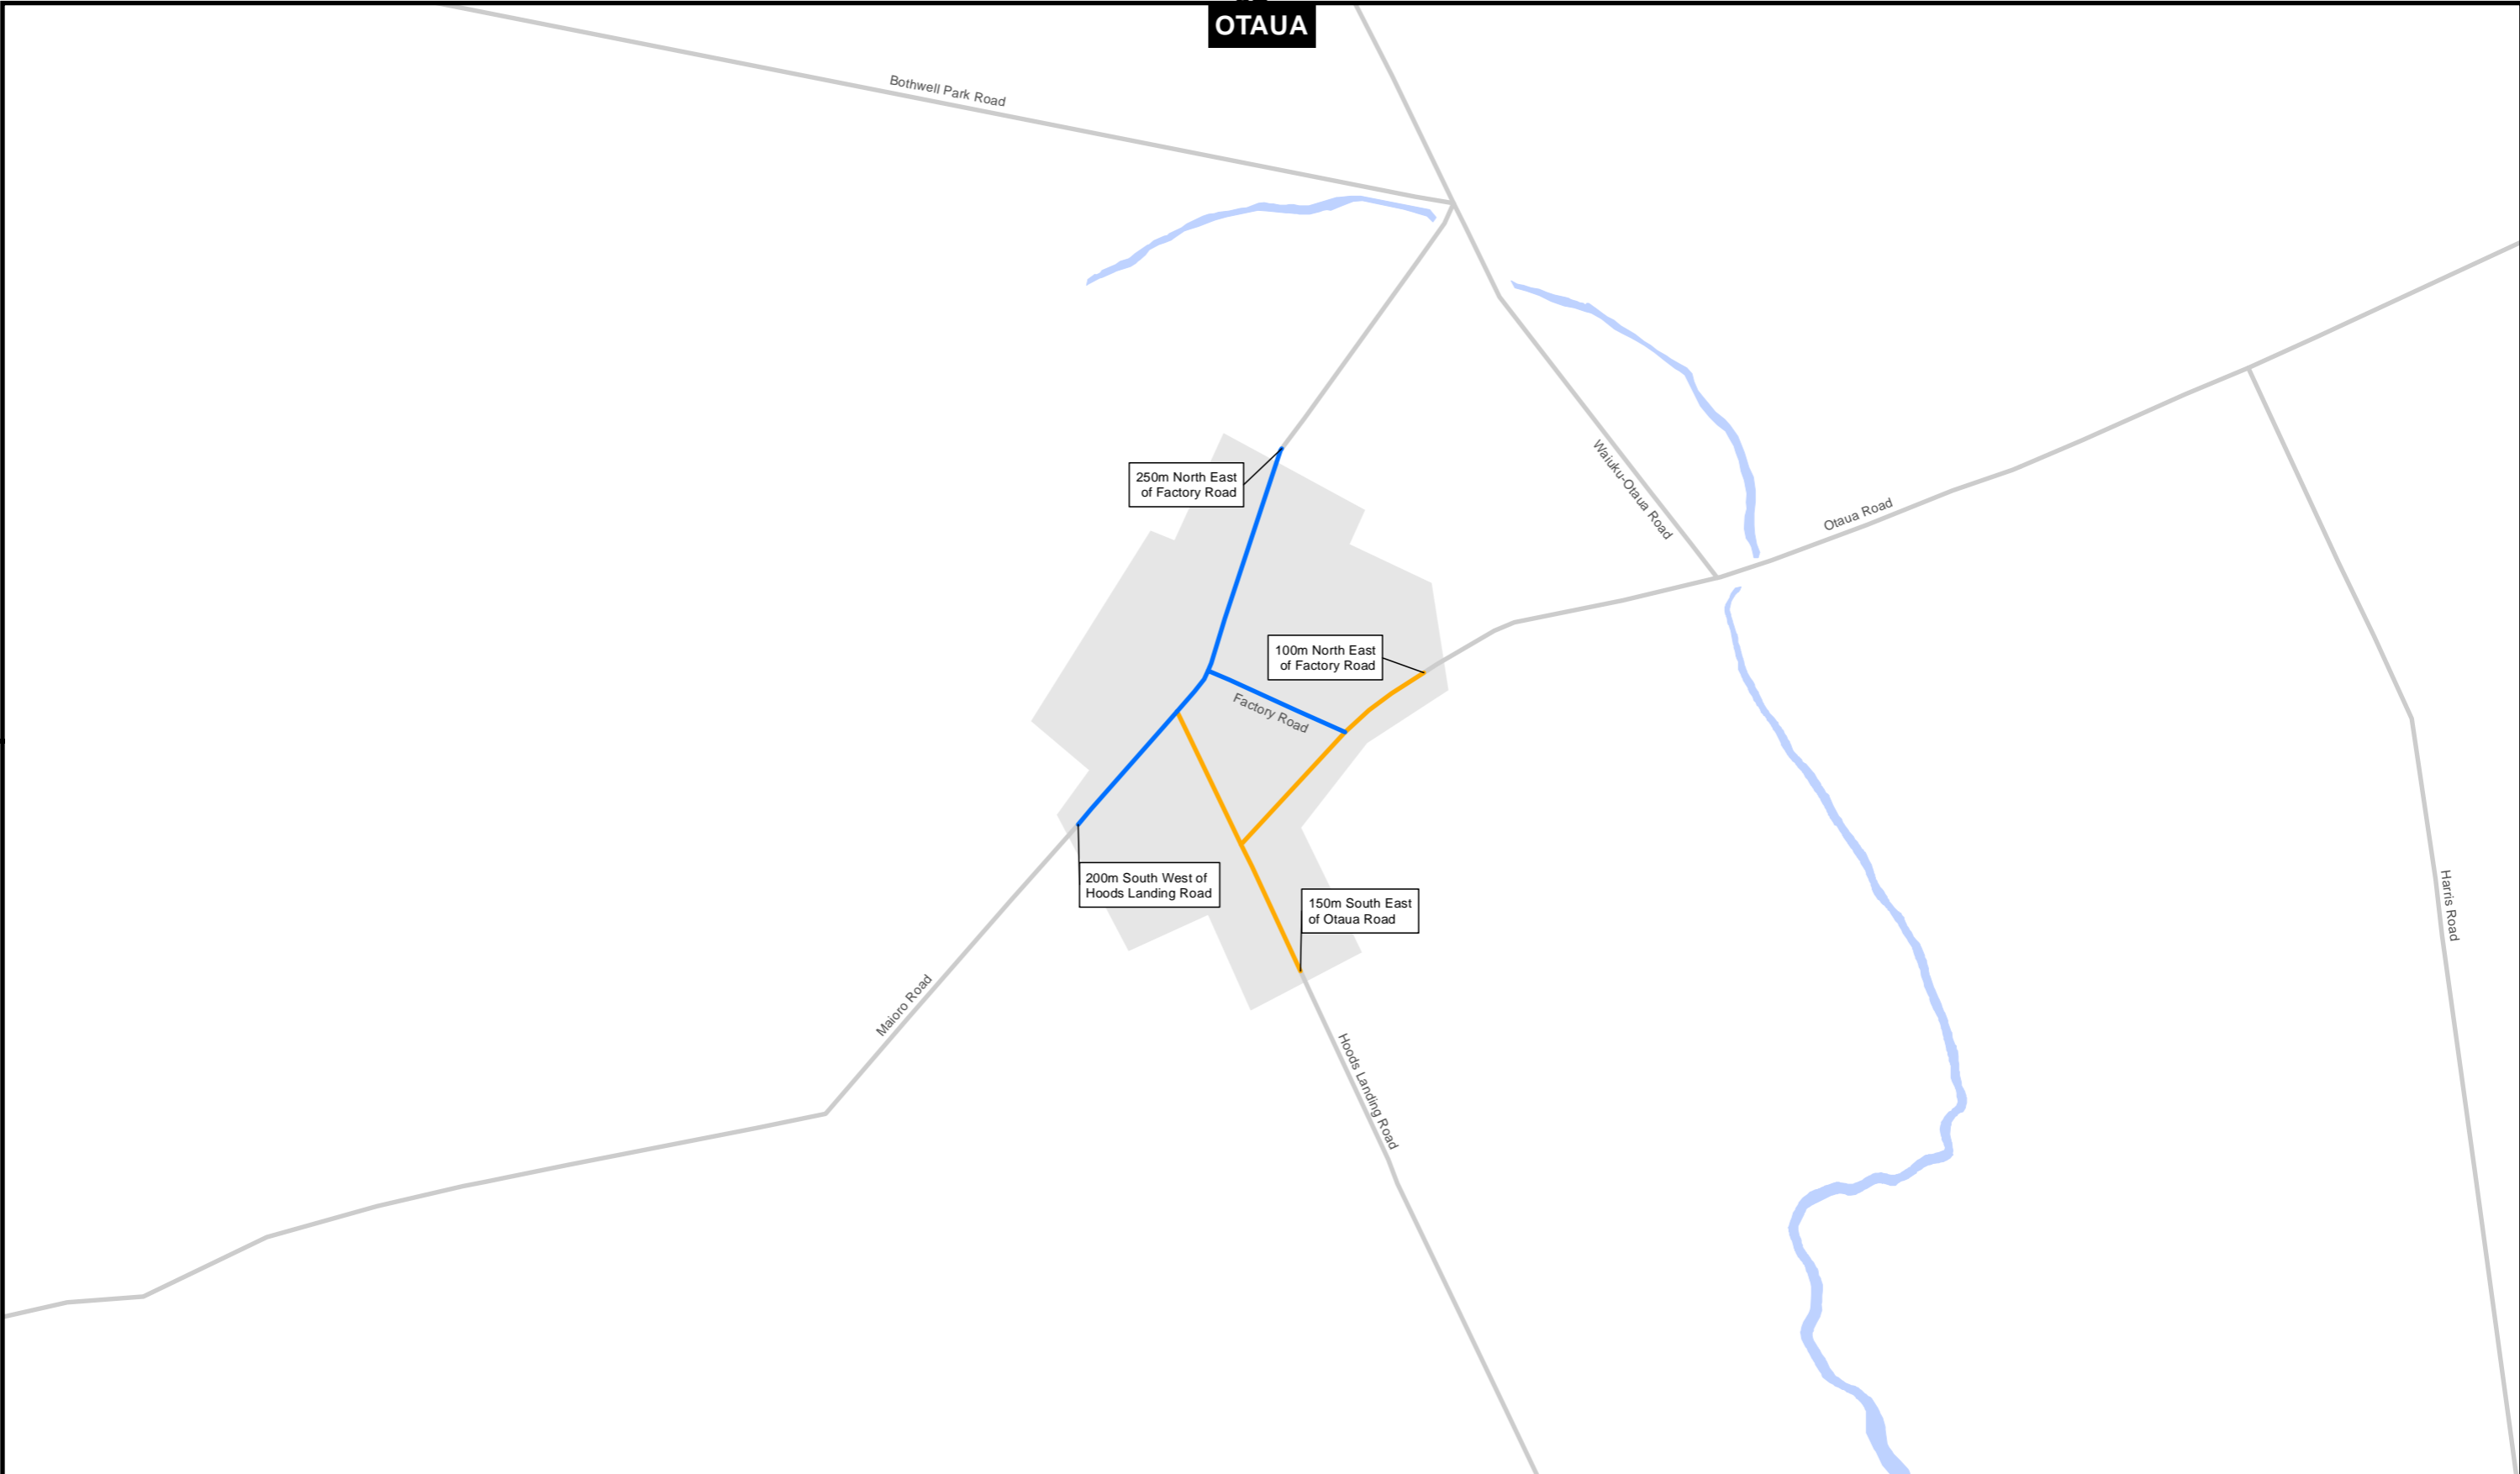 OTAUA
Bothwell Park Road
250m North East
of Factory Road
Waiuku-Otaua Road
Otaua Road
100m North East
of Factory Road
Factory Road
200m South West of
Hoods Landing Road
150m South East
of Otaua Road
Harris Road
Maioro Road
Hoods Landing Road